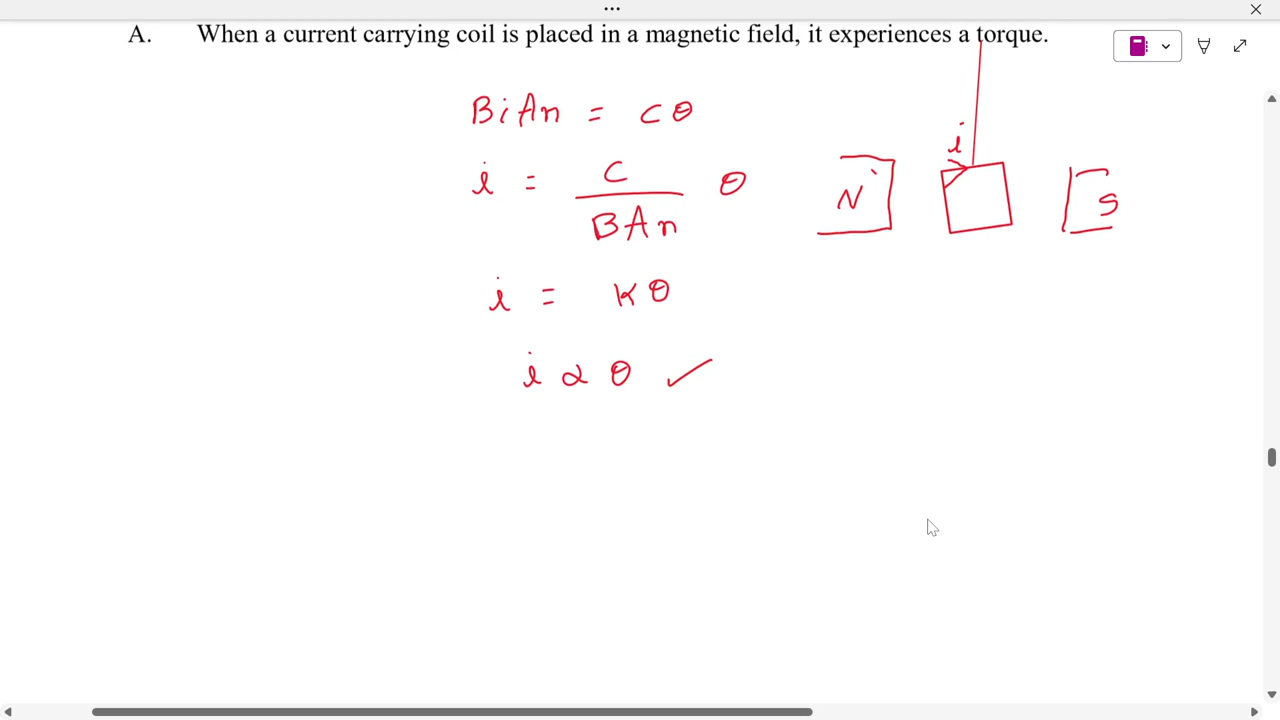 A. When a current carrying coil is placed in a magnetic field, it experiences a torque.
BiAn = Cθ
i = C / BAn θ
i = Kθ
i ∝ θ ✓
i
N
S